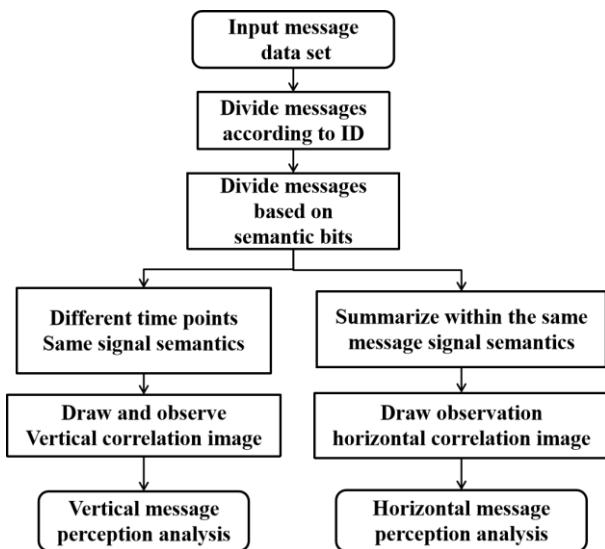 Input message
data set
Divide messages
according to ID
Divide messages
based on
semantic bits
Different time points
Same signal semantics
Summarize within the same
message signal semantics
Draw and observe
Vertical correlation image
Draw observation
horizontal correlation image
Vertical message
perception analysis
Horizontal message
perception analysis